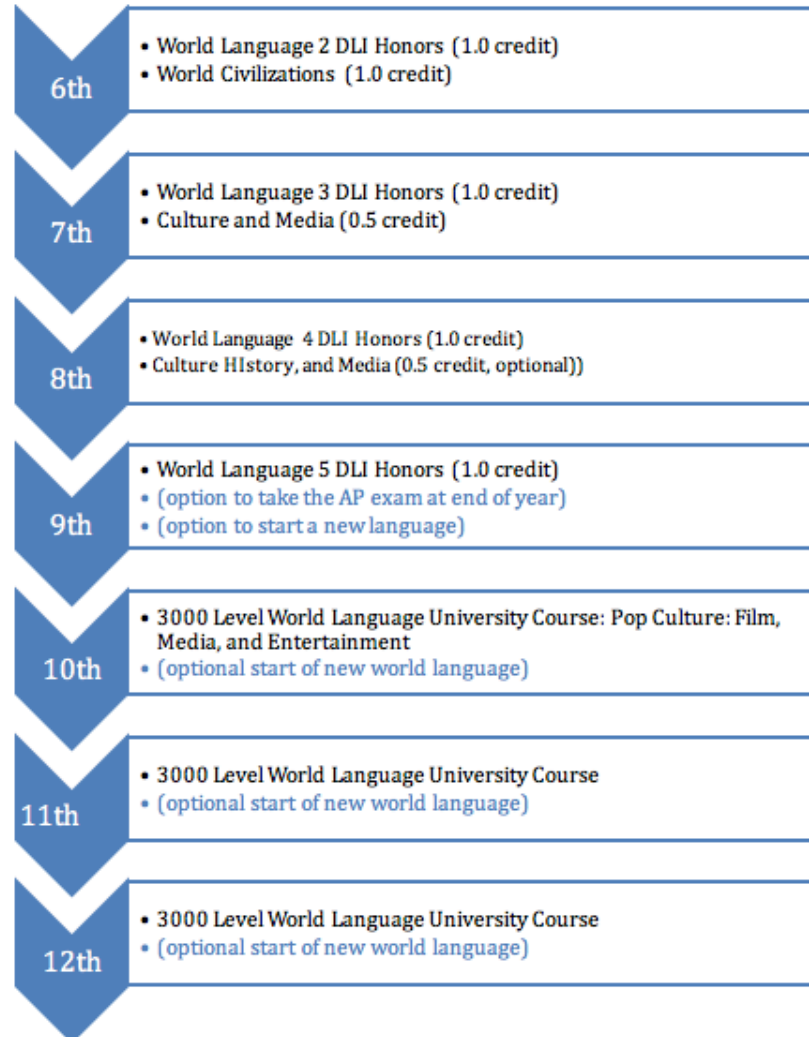 6th
• World Language 2 DLI Honors (1.0 credit)
• World Civilizations (1.0 credit)
7th
• World Language 3 DLI Honors (1.0 credit)
• Culture and Media (0.5 credit)
8th
• World Language 4 DLI Honors (1.0 credit)
• Culture HIstory, and Media (0.5 credit, optional))
9th
• World Language 5 DLI Honors (1.0 credit)
• (option to take the AP exam at end of year)
• (option to start a new language)
10th
• 3000 Level World Language University Course: Pop Culture: Film,
Media, and Entertainment
• (optional start of new world language)
11th
• 3000 Level World Language University Course
• (optional start of new world language)
12th
• 3000 Level World Language University Course
• (optional start of new world language)